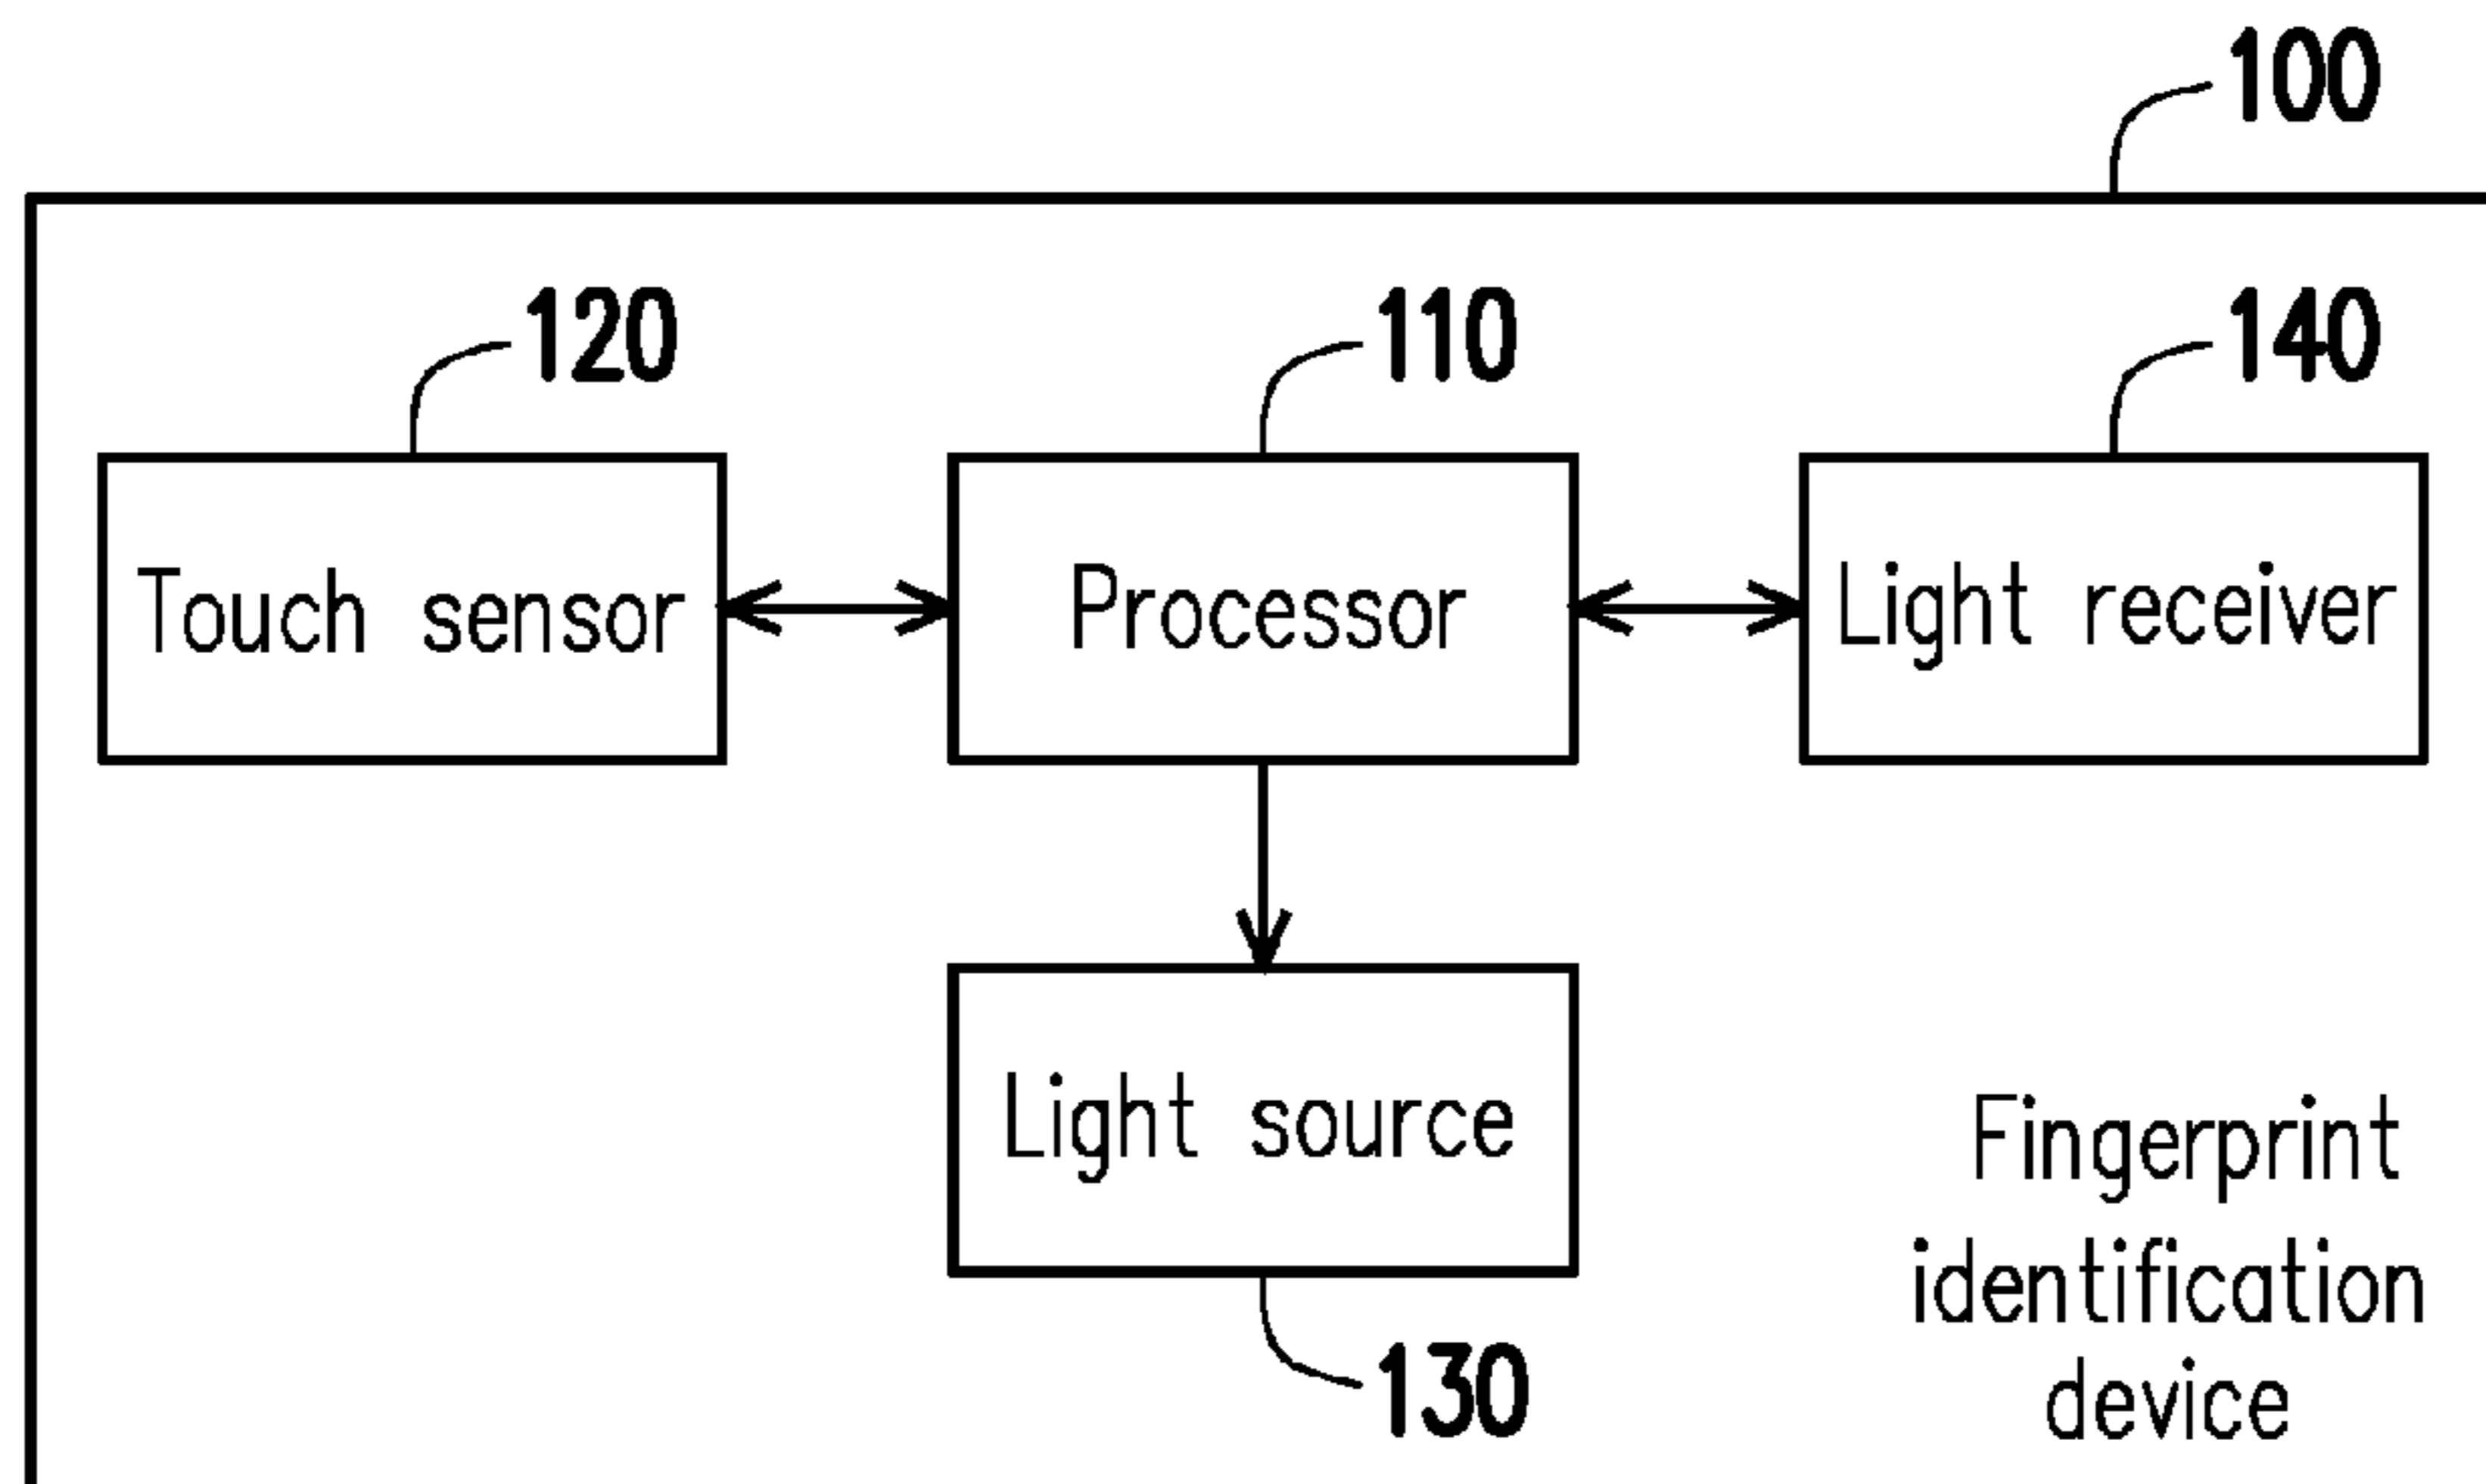 100
120
110
140
Touch sensor
Processor
Light receiver
Light source
130
Fingerprint
identification
device